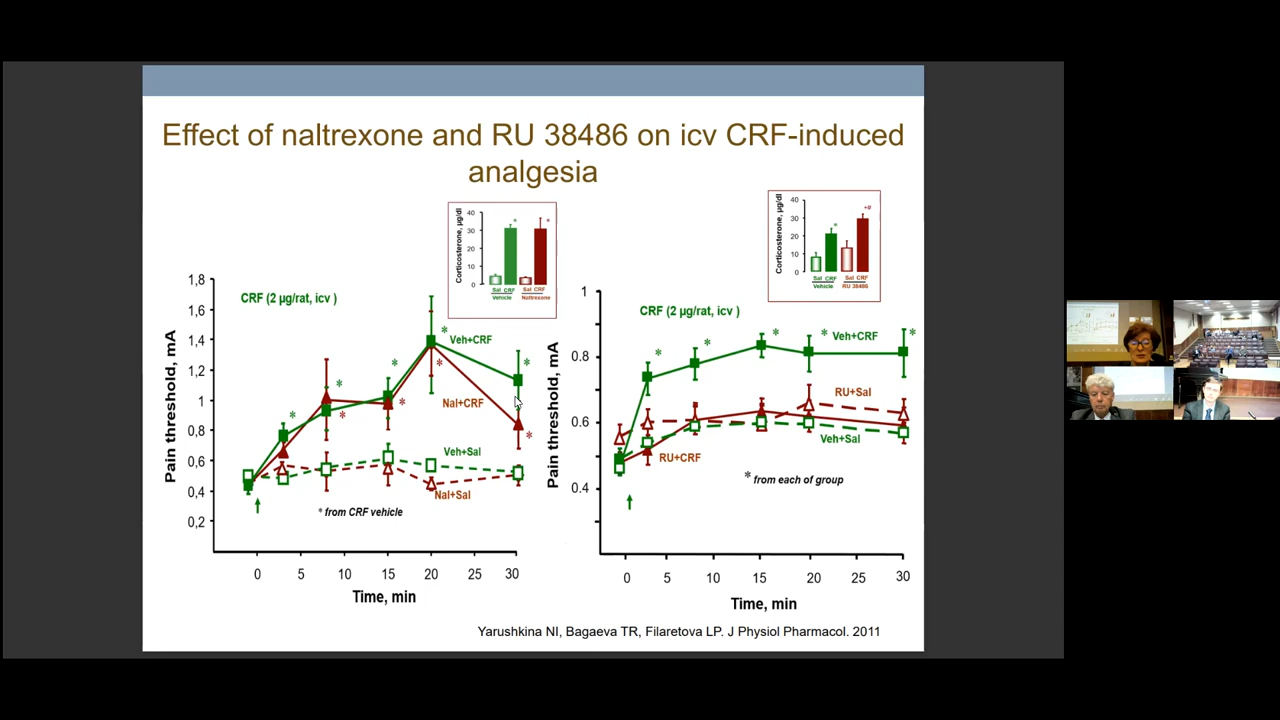 Effect of naltrexone and RU 38486 on icv CRF-induced
analgesia
Corticosterone, µg/dl
40
30
20
10
0
*
*
Sal CRF
Vehicle
Sal CRF
Naltrexone
Corticosterone, µg/dl
40
30
20
10
0
*
+#
Sal CRF
Vehicle
Sal CRF
RU 38486
Pain threshold, mA
1,8
1,6
1,4
1,2
1
0,8
0,6
0,4
0,2
CRF (2 µg/rat, icv )
Veh+CRF
Nal+CRF
Veh+Sal
Nal+Sal
* from CRF vehicle
0 5 10 15 20 30
Time, min
Pain threshold, mA
1
0.8
0.6
0.4
CRF (2 µg/rat, icv )
Veh+CRF
RU+Sal
Veh+Sal
RU+CRF
* from each of group
0 5 10 15 20 30
Time, min
Yarushkina NI, Bagaeva TR, Filaretova LP. J Physiol Pharmacol. 2011